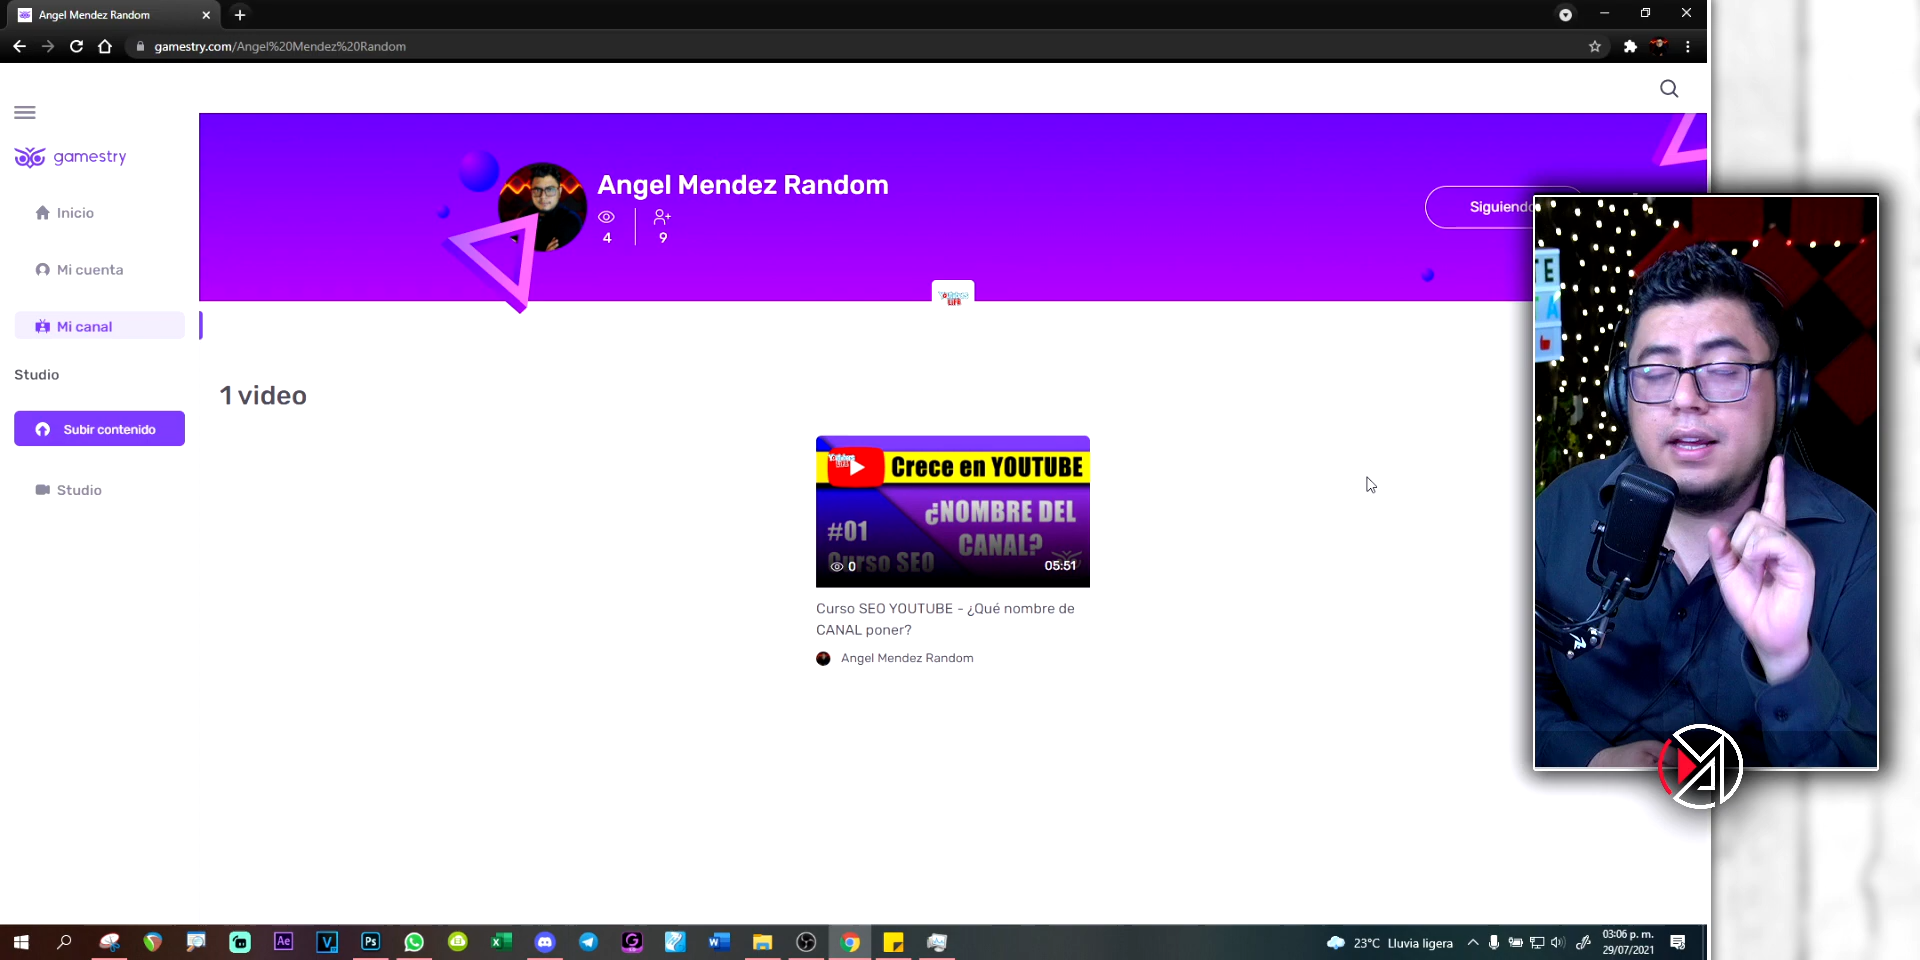 Angel Mendez Random
gamestry.com/Angel%20Mendez%20Random
gamestry
Inicio
Mi cuenta
Mi canal
Studio
Subir contenido
Studio
Angel Mendez Random
4
9
Siguiendo
1 video
Crece en YOUTUBE
¿NOMBRE DEL
CANAL?
#01
Curso SEO
0
05:51
Curso SEO YOUTUBE - ¿Qué nombre de
CANAL poner?
Angel Mendez Random
23°C Lluvia ligera
03:06 p. m.
29/07/2021